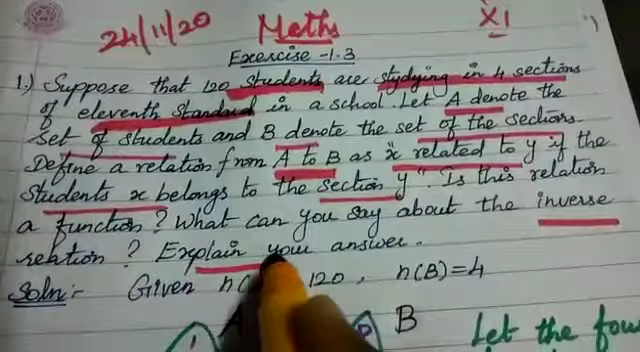 24/11/20 Maths XI
Exercise -1.3
1.) Suppose that 120 students are stydying in 4 sections
of eleventh standard in a school. Let A denote the
set of students and B denote the set of the sections.
Define a relation from A to B as "x related to y if the
students x belongs to the section y". Is this relation
a function? What can you say about the inverse
relation? Explain your answer.
Soln:- Given n( 120, n(B)=4
B
1 Let the four